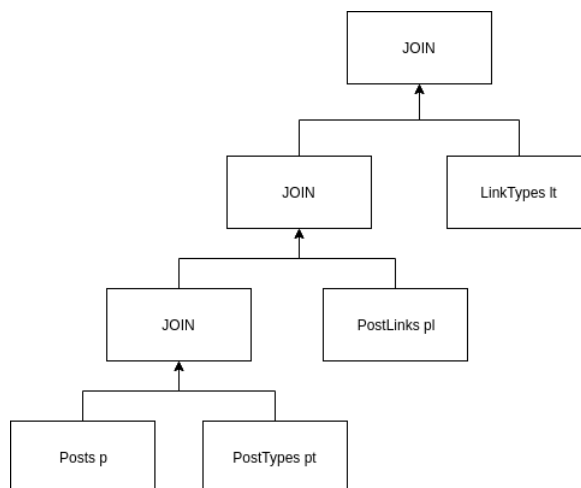 JOIN
JOIN
LinkTypes lt
JOIN
PostLinks pl
Posts p
PostTypes pt